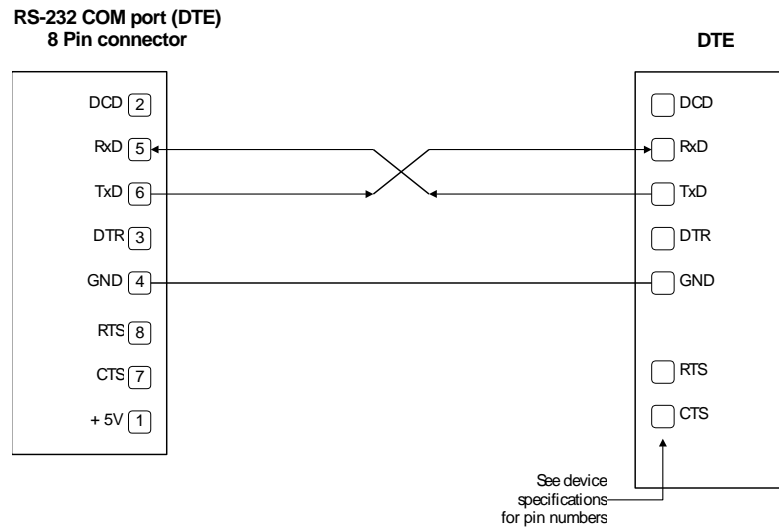 RS-232 COM port (DTE)
8 Pin connector
DTE
DCD 2
RxD 5
TxD 6
DTR 3
GND 4
RTS 8
CTS 7
+ 5V 1
DCD
RxD
TxD
DTR
GND
RTS
CTS
See device
specifications
for pin numbers